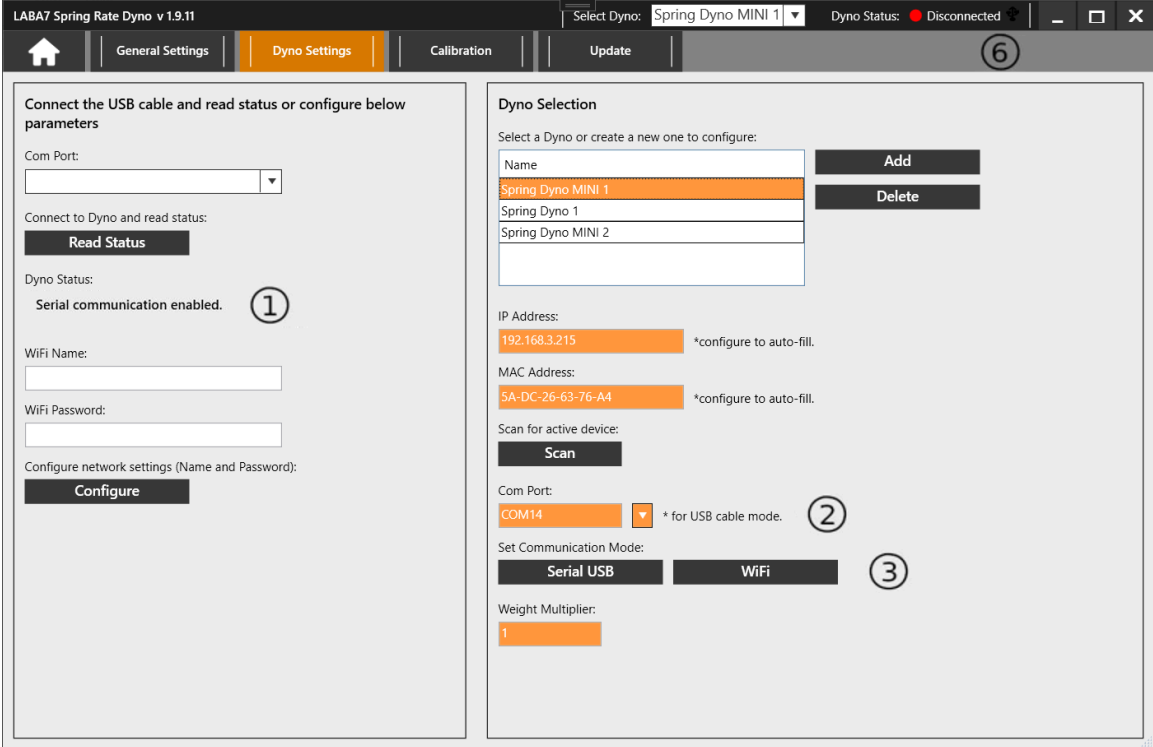 LABA7 Spring Rate Dyno v 1.9.11
Select Dyno: Spring Dyno MINI 1
Dyno Status: Disconnected
General Settings
Dyno Settings
Calibration
Update
⑥
Connect the USB cable and read status or configure below
parameters
Com Port:
Connect to Dyno and read status:
Read Status
Dyno Status:
Serial communication enabled.
①
WiFi Name:
WiFi Password:
Configure network settings (Name and Password):
Configure
Dyno Selection
Select a Dyno or create a new one to configure:
Name
Spring Dyno MINI 1
Spring Dyno 1
Spring Dyno MINI 2
Add
Delete
IP Address:
192.168.3.215 *configure to auto-fill.
MAC Address:
5A-DC-26-63-76-A4 *configure to auto-fill.
Scan for active device:
Scan
Com Port:
COM14 * for USB cable mode. ②
Set Communication Mode:
Serial USB WiFi ③
Weight Multiplier:
1